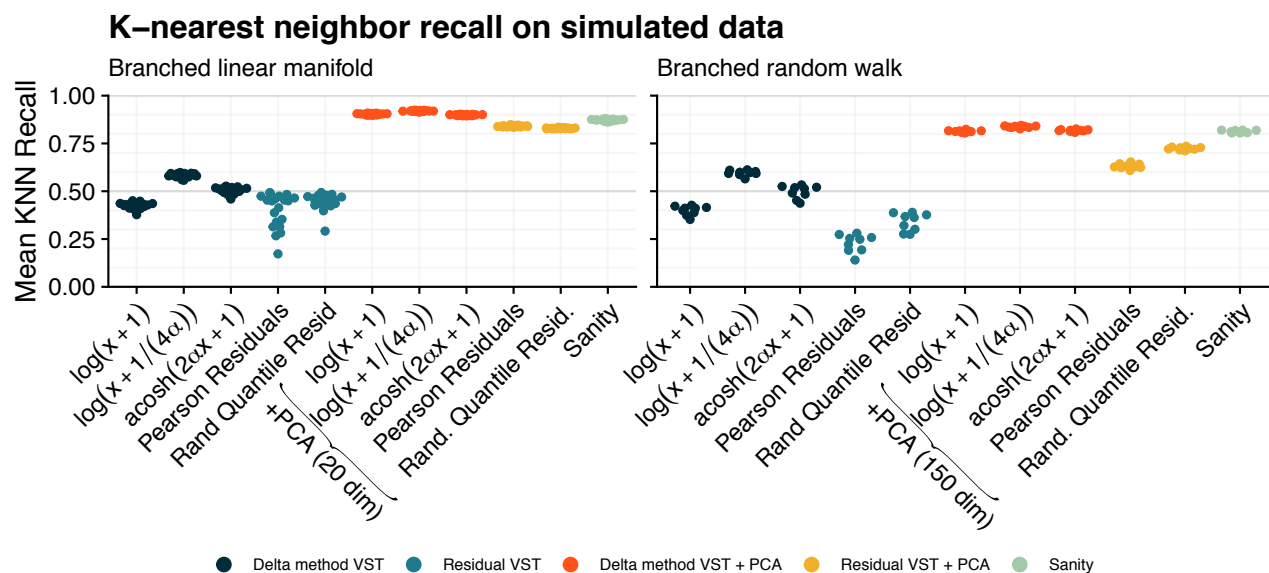 K−nearest neighbor recall on simulated data
Branched linear manifold
Branched random walk
Mean KNN Recall
1.00
0.75
0.50
0.25
0.00
log(x + 1)
log(x + 1/(4α))
acosh(2αx + 1)
Pearson Residuals
Rand Quantile Resid
log(x + 1)
log(x + 1/(4α))
acosh(2αx + 1)
Pearson Residuals
Rand. Quantile Resid.
Sanity
+PCA (20 dim)
log(x + 1)
log(x + 1/(4α))
acosh(2αx + 1)
Pearson Residuals
Rand Quantile Resid
log(x + 1)
log(x + 1/(4α))
acosh(2αx + 1)
Pearson Residuals
Rand. Quantile Resid.
Sanity
+PCA (150 dim)
Delta method VST
Residual VST
Delta method VST + PCA
Residual VST + PCA
Sanity